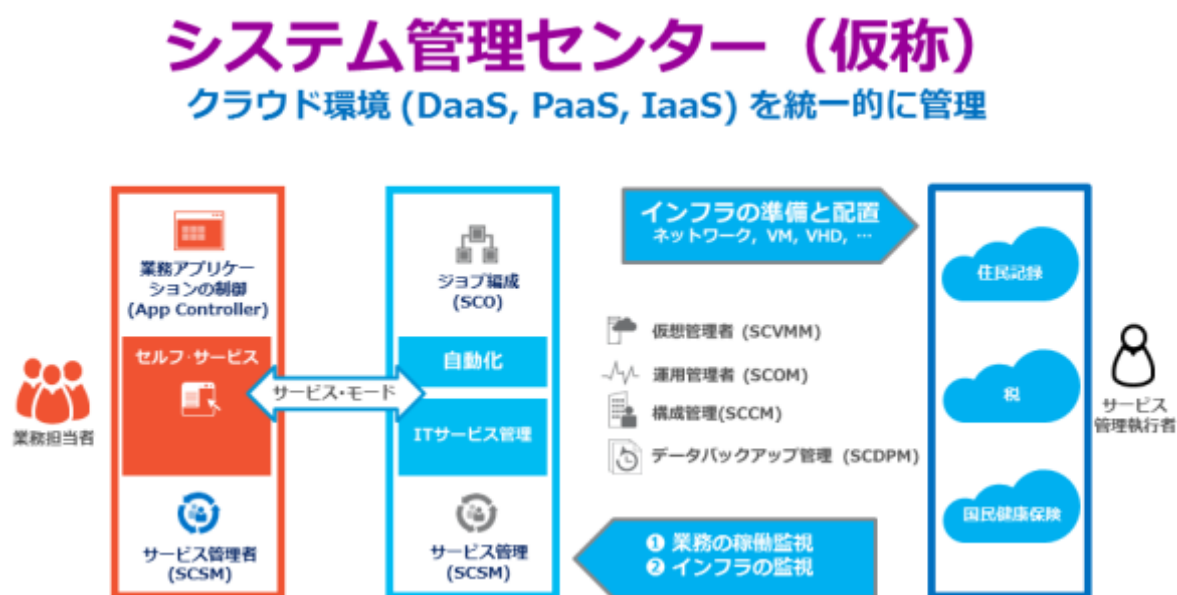 システム管理センター（仮称）
クラウド環境 (DaaS, PaaS, IaaS) を統一的に管理
業務担当者
業務アプリケー
ションの制御
(App Controller)
セルフ･サービス
サービス管理者
(SCSM)
サービス･モード
ジョブ編成
(SCO)
自動化
ITサービス管理
サービス管理
(SCSM)
インフラの準備と配置
ネットワーク, VM, VHD, …
仮想管理者 (SCVMM)
運用管理者 (SCOM)
構成管理(SCCM)
データバックアップ管理 (SCDPM)
❶ 業務の稼働監視
❷ インフラの監視
住民記録
税
国民健康保険
サービス
管理執行者